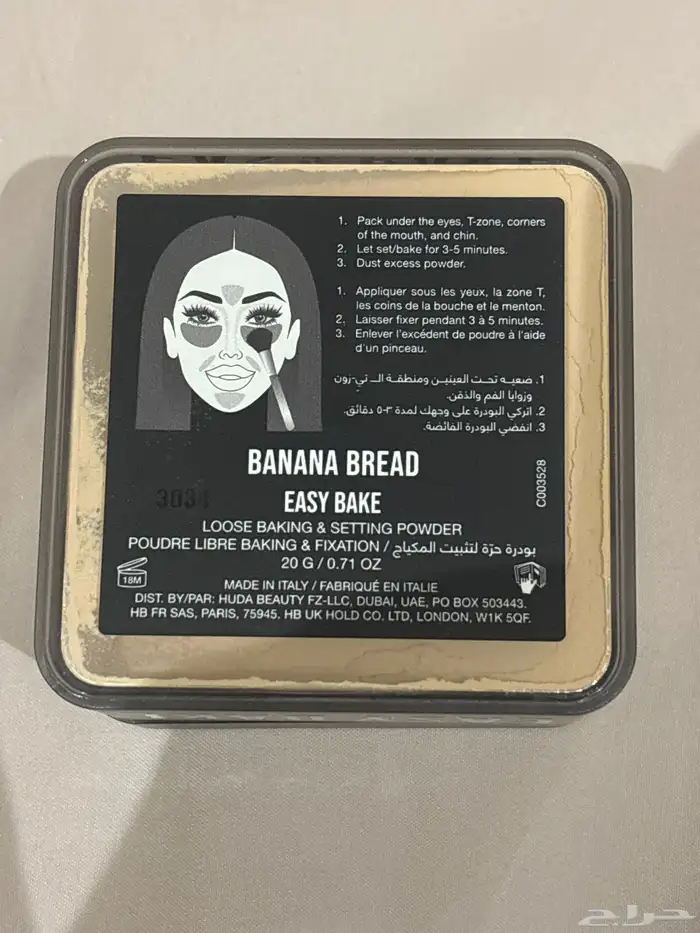 1. Pack under the eyes, T-zone, corners
of the mouth, and chin.
2. Let set/bake for 3-5 minutes.
3. Dust excess powder.
1. Appliquer sous les yeux, la zone T,
les coins de la bouche et le menton.
2. Laisser fixer pendant 3 à 5 minutes.
3. Enlever l'excédent de poudre à l'aide
d'un pinceau.
1. ضعيه تحت العينين ومنطقة الـ تي-زون
وزوايا الفم والذقن.
2. اتركي البودرة على وجهك لمدة ٣-٥ دقائق.
3. انفضي البودرة الفائضة.
C003528
BANANA BREAD
EASY BAKE
LOOSE BAKING & SETTING POWDER
POUDRE LIBRE BAKING & FIXATION / بودرة حرّة لتثبيت المكياج
20 G / 0.71 OZ
18M
MADE IN ITALY / FABRIQUÉ EN ITALIE
DIST. BY/PAR: HUDA BEAUTY FZ-LLC, DUBAI, UAE, PO BOX 503443.
HB FR SAS, PARIS, 75945. HB UK HOLD CO. LTD, LONDON, W1K 5QF.
حراج